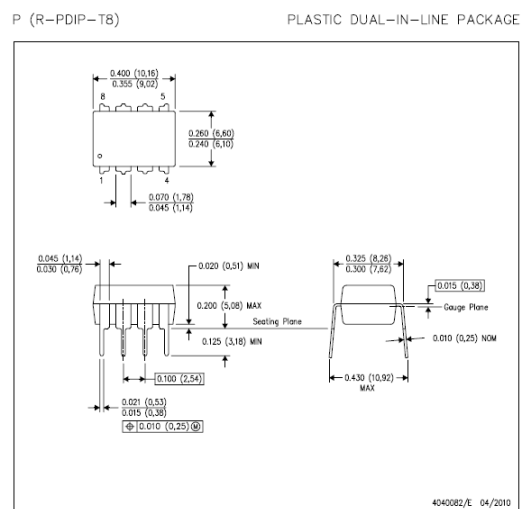 P (R-PDIP-T8)
PLASTIC DUAL-IN-LINE PACKAGE
0.400 (10,16)
0.355 (9,02)
8
5
0.260 (6,60)
0.240 (6,10)
1
4
0.070 (1,78)
0.045 (1,14)
0.045 (1,14)
0.030 (0,76)
0.020 (0,51) MIN
0.200 (5,08) MAX
Seating Plane
0.125 (3,18) MIN
0.100 (2,54)
0.021 (0,53)
0.015 (0,38)
⌖ 0.010 (0,25) Ⓜ
0.325 (8,26)
0.300 (7,62)
0.015 (0,38)
Gauge Plane
0.010 (0,25) NOM
0.430 (10,92)
MAX
4040082/E 04/2010